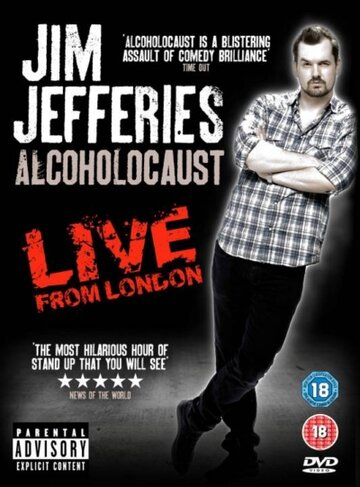 JIM
JEFFERIES
ALCOHOLOCAUST
'ALCOHOLOCAUST IS A BLISTERING
ASSAULT OF COMEDY BRILLIANCE'
TIME OUT
LIVE
FROM LONDON
'THE MOST HILARIOUS HOUR OF
STAND UP THAT YOU WILL SEE'
★★★★★
NEWS OF THE WORLD
PARENTAL
ADVISORY
EXPLICIT CONTENT
18
18
DVD
VIDEO